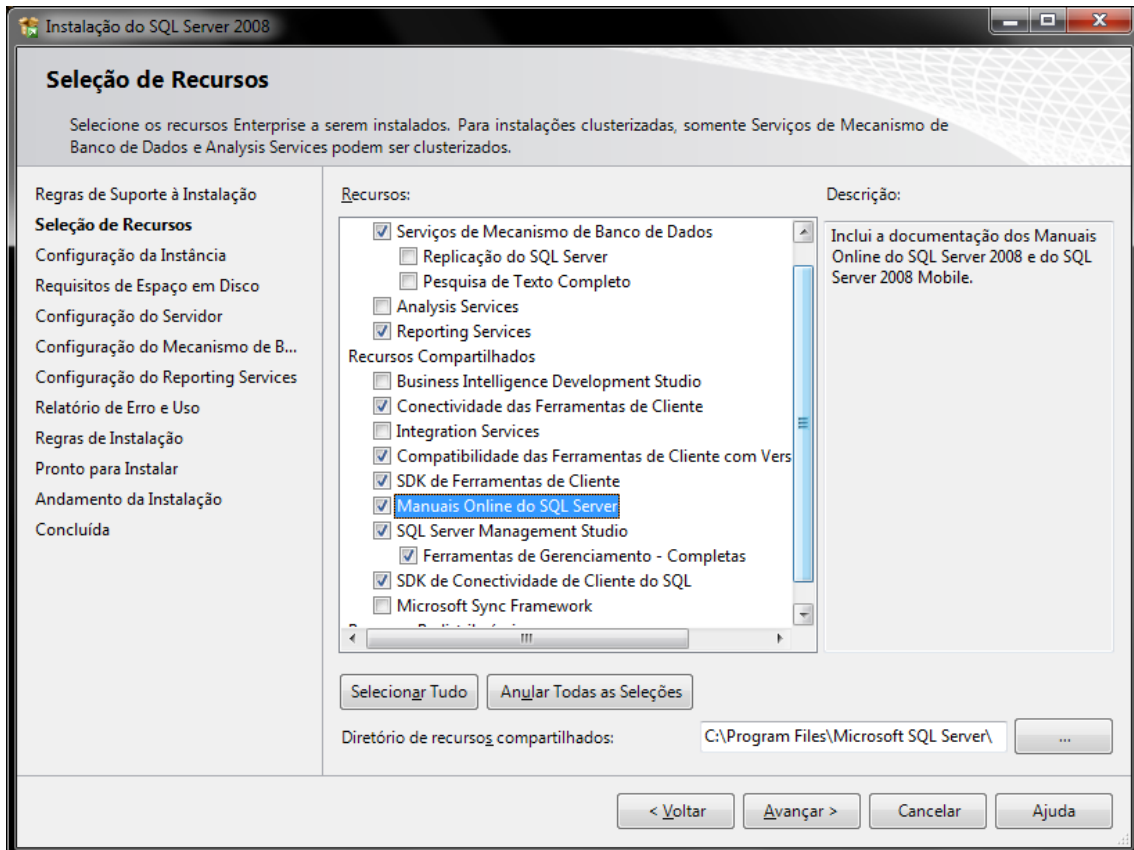 Instalação do SQL Server 2008
Seleção de Recursos
Selecione os recursos Enterprise a serem instalados. Para instalações clusterizadas, somente Serviços de Mecanismo de
Banco de Dados e Analysis Services podem ser clusterizados.
Regras de Suporte à Instalação
Seleção de Recursos
Configuração da Instância
Requisitos de Espaço em Disco
Configuração do Servidor
Configuração do Mecanismo de B...
Configuração do Reporting Services
Relatório de Erro e Uso
Regras de Instalação
Pronto para Instalar
Andamento da Instalação
Concluída
Recursos:
Serviços de Mecanismo de Banco de Dados
Replicação do SQL Server
Pesquisa de Texto Completo
Analysis Services
Reporting Services
Recursos Compartilhados
Business Intelligence Development Studio
Conectividade das Ferramentas de Cliente
Integration Services
Compatibilidade das Ferramentas de Cliente com Vers
SDK de Ferramentas de Cliente
Manuais Online do SQL Server
SQL Server Management Studio
Ferramentas de Gerenciamento - Completas
SDK de Conectividade de Cliente do SQL
Microsoft Sync Framework
Descrição:
Inclui a documentação dos Manuais
Online do SQL Server 2008 e do SQL
Server 2008 Mobile.
Selecionar Tudo
Anular Todas as Seleções
Diretório de recursos compartilhados:
C:\Program Files\Microsoft SQL Server\
...
< Voltar
Avançar >
Cancelar
Ajuda